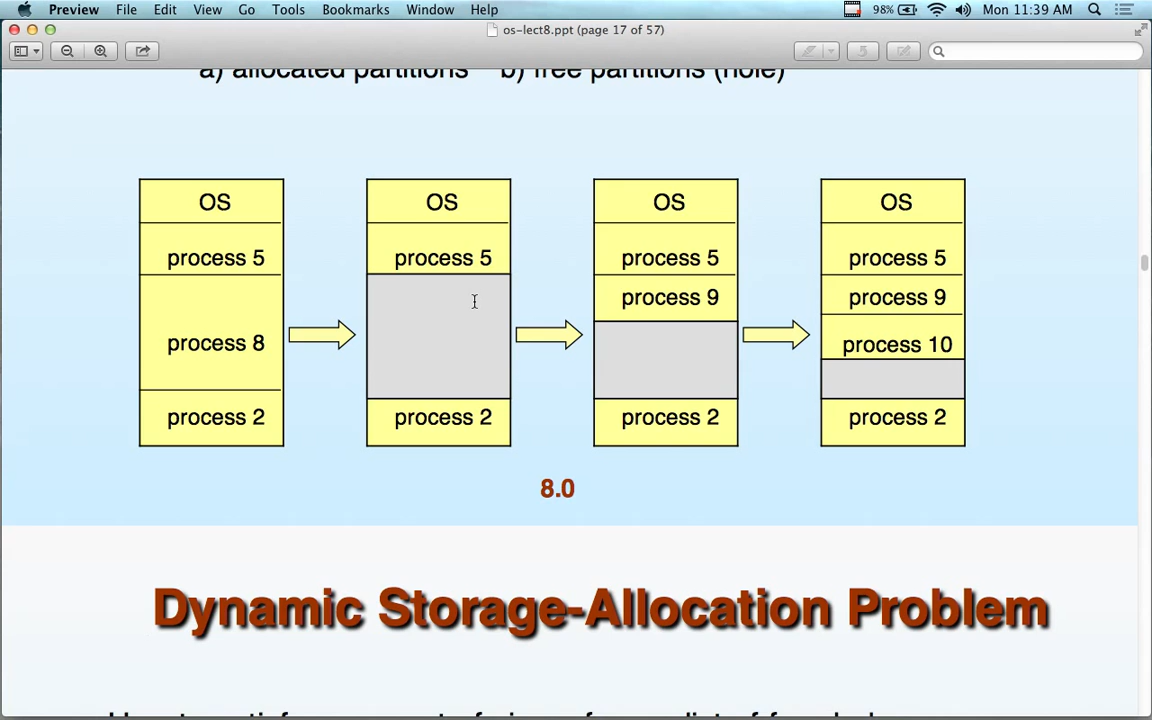 Preview File Edit View Go Tools Bookmarks Window Help 98% Mon 11:39 AM
os-lect8.ppt (page 17 of 57)
a) allocated partitions b) free partitions (hole)
OS OS OS OS
process 5 process 5 process 5 process 5
process 9 process 9
process 8 process 10
process 2 process 2 process 2 process 2
8.0
Dynamic Storage-Allocation Problem